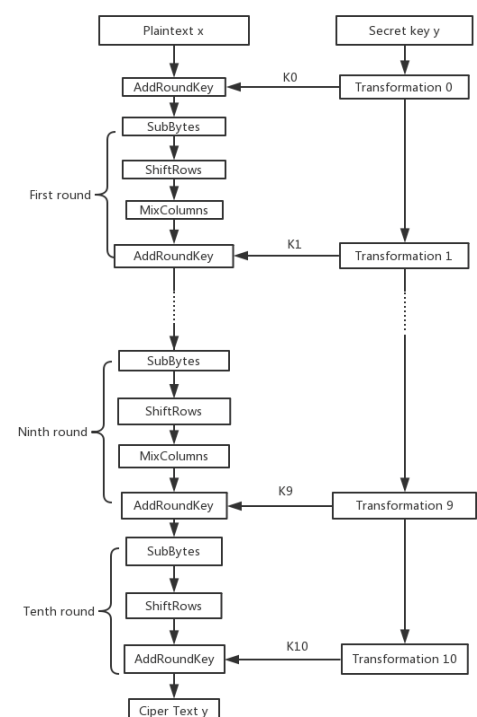 Plaintext x
Secret key y
AddRoundKey
K0
Transformation 0
SubBytes
ShiftRows
First round
MixColumns
AddRoundKey
K1
Transformation 1
SubBytes
ShiftRows
Ninth round
MixColumns
AddRoundKey
K9
Transformation 9
SubBytes
ShiftRows
Tenth round
AddRoundKey
K10
Transformation 10
Ciper Text y